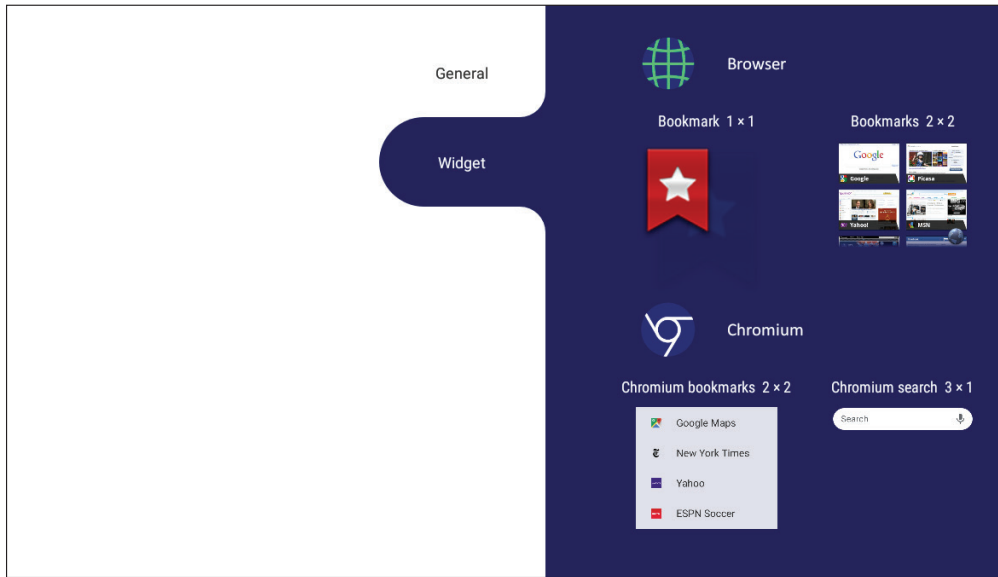 General
Widget
Browser
Bookmark 1 × 1
Bookmarks 2 × 2
Google
Google
Picasa
Yahoo!
MSN
Chromium
Chromium bookmarks 2 × 2
Chromium search 3 × 1
Google Maps
New York Times
Yahoo
ESPN Soccer
Search